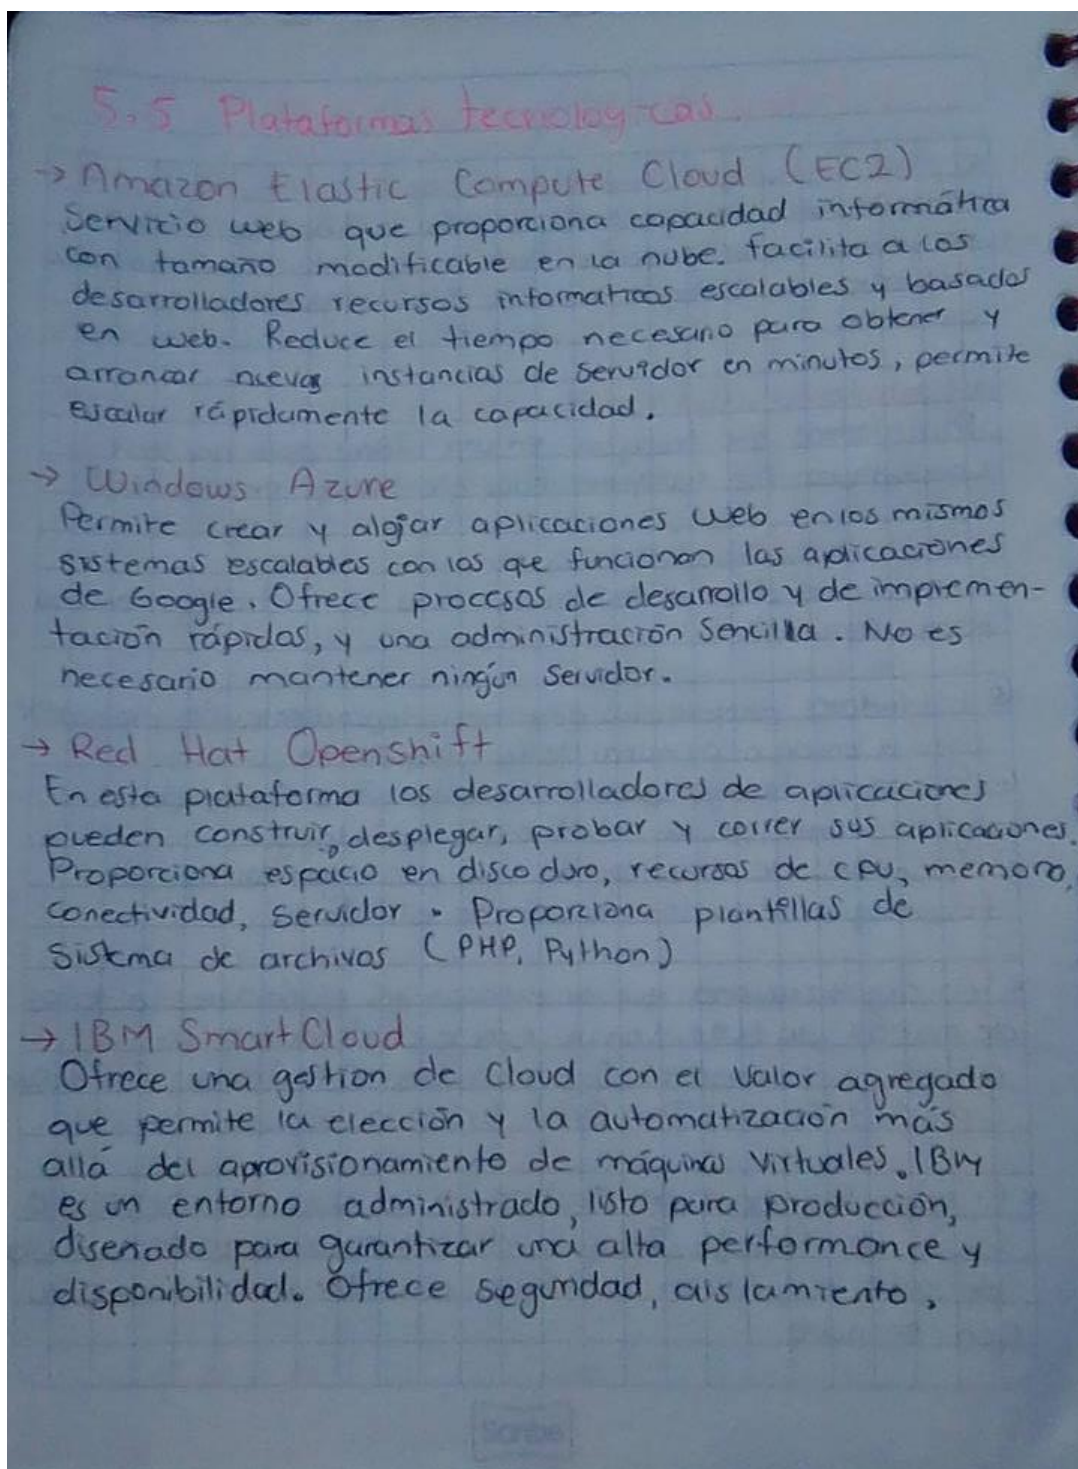 5.5 Plataformas tecnologicas.
→ Amazon Elastic Compute Cloud (EC2)
Servicio web que proporciona capacidad informática
con tamaño modificable en la nube. facilita a los
desarrolladores recursos informaticos escalables y basados
en web. Reduce el tiempo necesario para obtener y
arrancar nuevas instancias de servidor en minutos, permite
escalar rápidamente la capacidad.
→ Windows Azure
Permite crear y alojar aplicaciones web en los mismos
sistemas escalables con los que funcionan las aplicaciones
de Google. Ofrece procesos de desarrollo y de impremen-
tación rápidas, y una administración sencilla. No es
necesario mantener ningún servidor.
→ Red Hat Openshift
En esta plataforma los desarrolladores de aplicaciones
pueden construir, desplegar, probar y correr sus aplicaciones.
Proporciona espacio en disco duro, recursos de CPU, memora,
conectividad, servidor. Proporciona plantillas de
sistema de archivos (PHP, Python)
→ IBM SmartCloud
Ofrece una gestion de Cloud con el valor agregado
que permite la elección y la automatización más
allá del aprovisionamiento de máquinas virtuales. IBM
es un entorno administrado, listo para producción,
diseñado para garantizar una alta performance y
disponibilidad. Ofrece seguridad, aislamiento,
Scribe